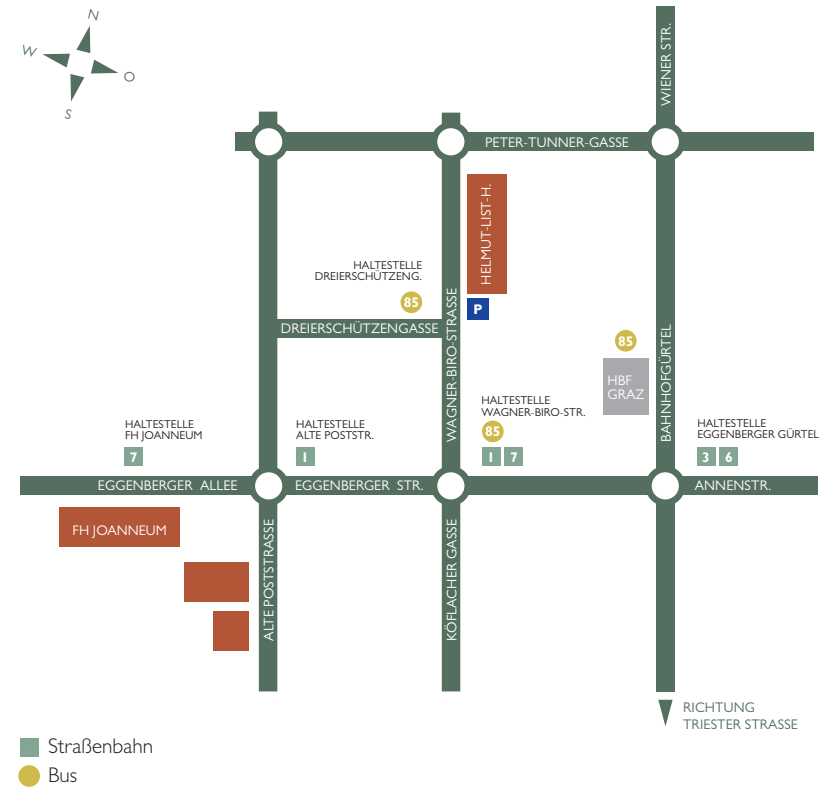 N
W
O
S
WIENER STR.
PETER-TUNNER-GASSE
HELMUT-LIST-H.
P
HALTESTELLE
DREIERSCHÜTZENG.
85
DREIERSCHÜTZENGASSE
WAGNER-BIRO-STRASSE
85
HBF
GRAZ
BAHNHOFGÜRTEL
HALTESTELLE
FH JOANNEUM
7
HALTESTELLE
ALTE POSTSTR.
1
HALTESTELLE
WAGNER-BIRO-STR.
85
1 7
HALTESTELLE
EGGENBERGER GÜRTEL
3 6
EGGENBERGER ALLEE
EGGENBERGER STR.
ANNENSTR.
FH JOANNEUM
ALTE POSTSTRASSE
KÖFLACHER GASSE
RICHTUNG
TRIESTER STRASSE
Straßenbahn
Bus